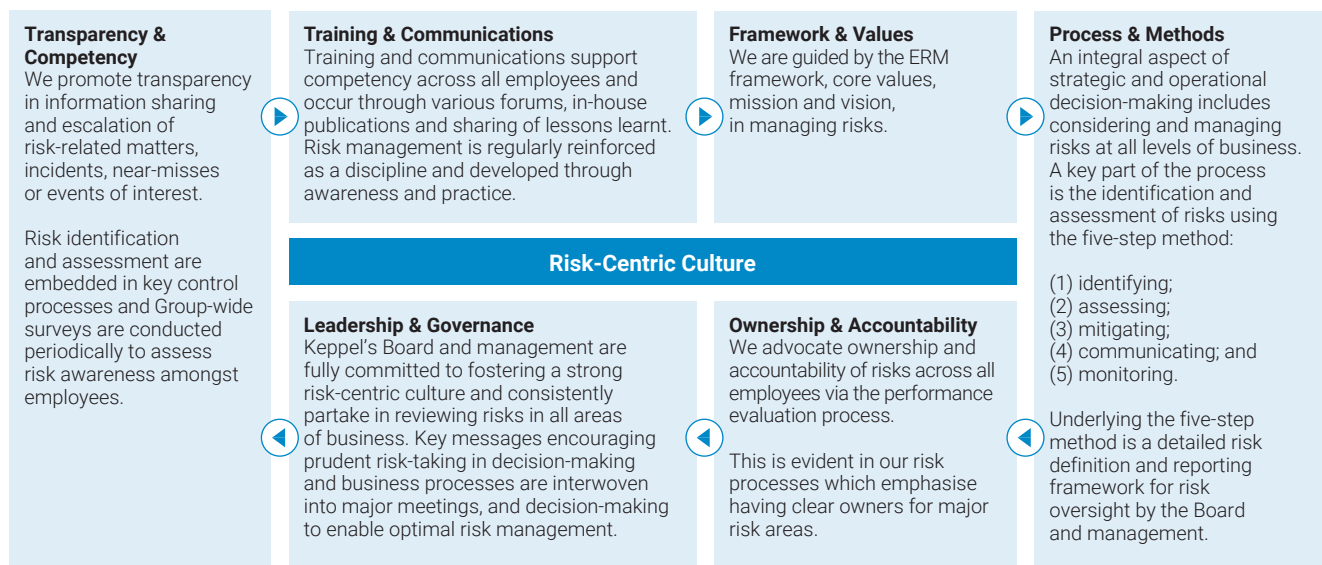 Transparency &
Competency
We promote transparency
in information sharing
and escalation of
risk-related matters,
incidents, near-misses
or events of interest.
Risk identification
and assessment are
embedded in key control
processes and Group-wide
surveys are conducted
periodically to assess
risk awareness amongst
employees.
Training & Communications
Training and communications support
competency across all employees and
occur through various forums, in-house
publications and sharing of lessons learnt.
Risk management is regularly reinforced
as a discipline and developed through
awareness and practice.
Framework & Values
We are guided by the ERM
framework, core values,
mission and vision,
in managing risks.
Process & Methods
An integral aspect of
strategic and operational
decision-making includes
considering and managing
risks at all levels of business.
A key part of the process
is the identification and
assessment of risks using
the five-step method:
(1) identifying;
(2) assessing;
(3) mitigating;
(4) communicating; and
(5) monitoring.
Underlying the five-step
method is a detailed risk
definition and reporting
framework for risk
oversight by the Board
and management.
Risk-Centric Culture
Leadership & Governance
Keppel's Board and management are
fully committed to fostering a strong
risk-centric culture and consistently
partake in reviewing risks in all areas
of business. Key messages encouraging
prudent risk-taking in decision-making
and business processes are interwoven
into major meetings, and decision-making
to enable optimal risk management.
Ownership & Accountability
We advocate ownership and
accountability of risks across all
employees via the performance
evaluation process.
This is evident in our risk
processes which emphasise
having clear owners for major
risk areas.